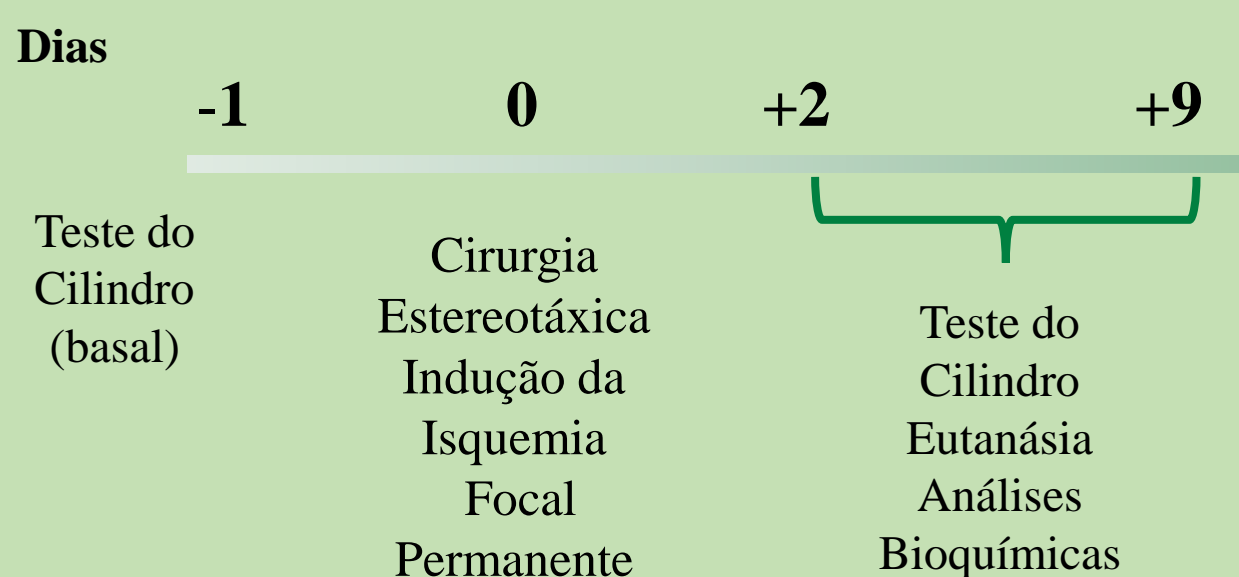 Dias
-1 0 +2 +9
Teste do
Cilindro
(basal)
Cirurgia
Estereotáxica
Indução da
Isquemia
Focal
Permanente
Teste do
Cilindro
Eutanásia
Análises
Bioquímicas